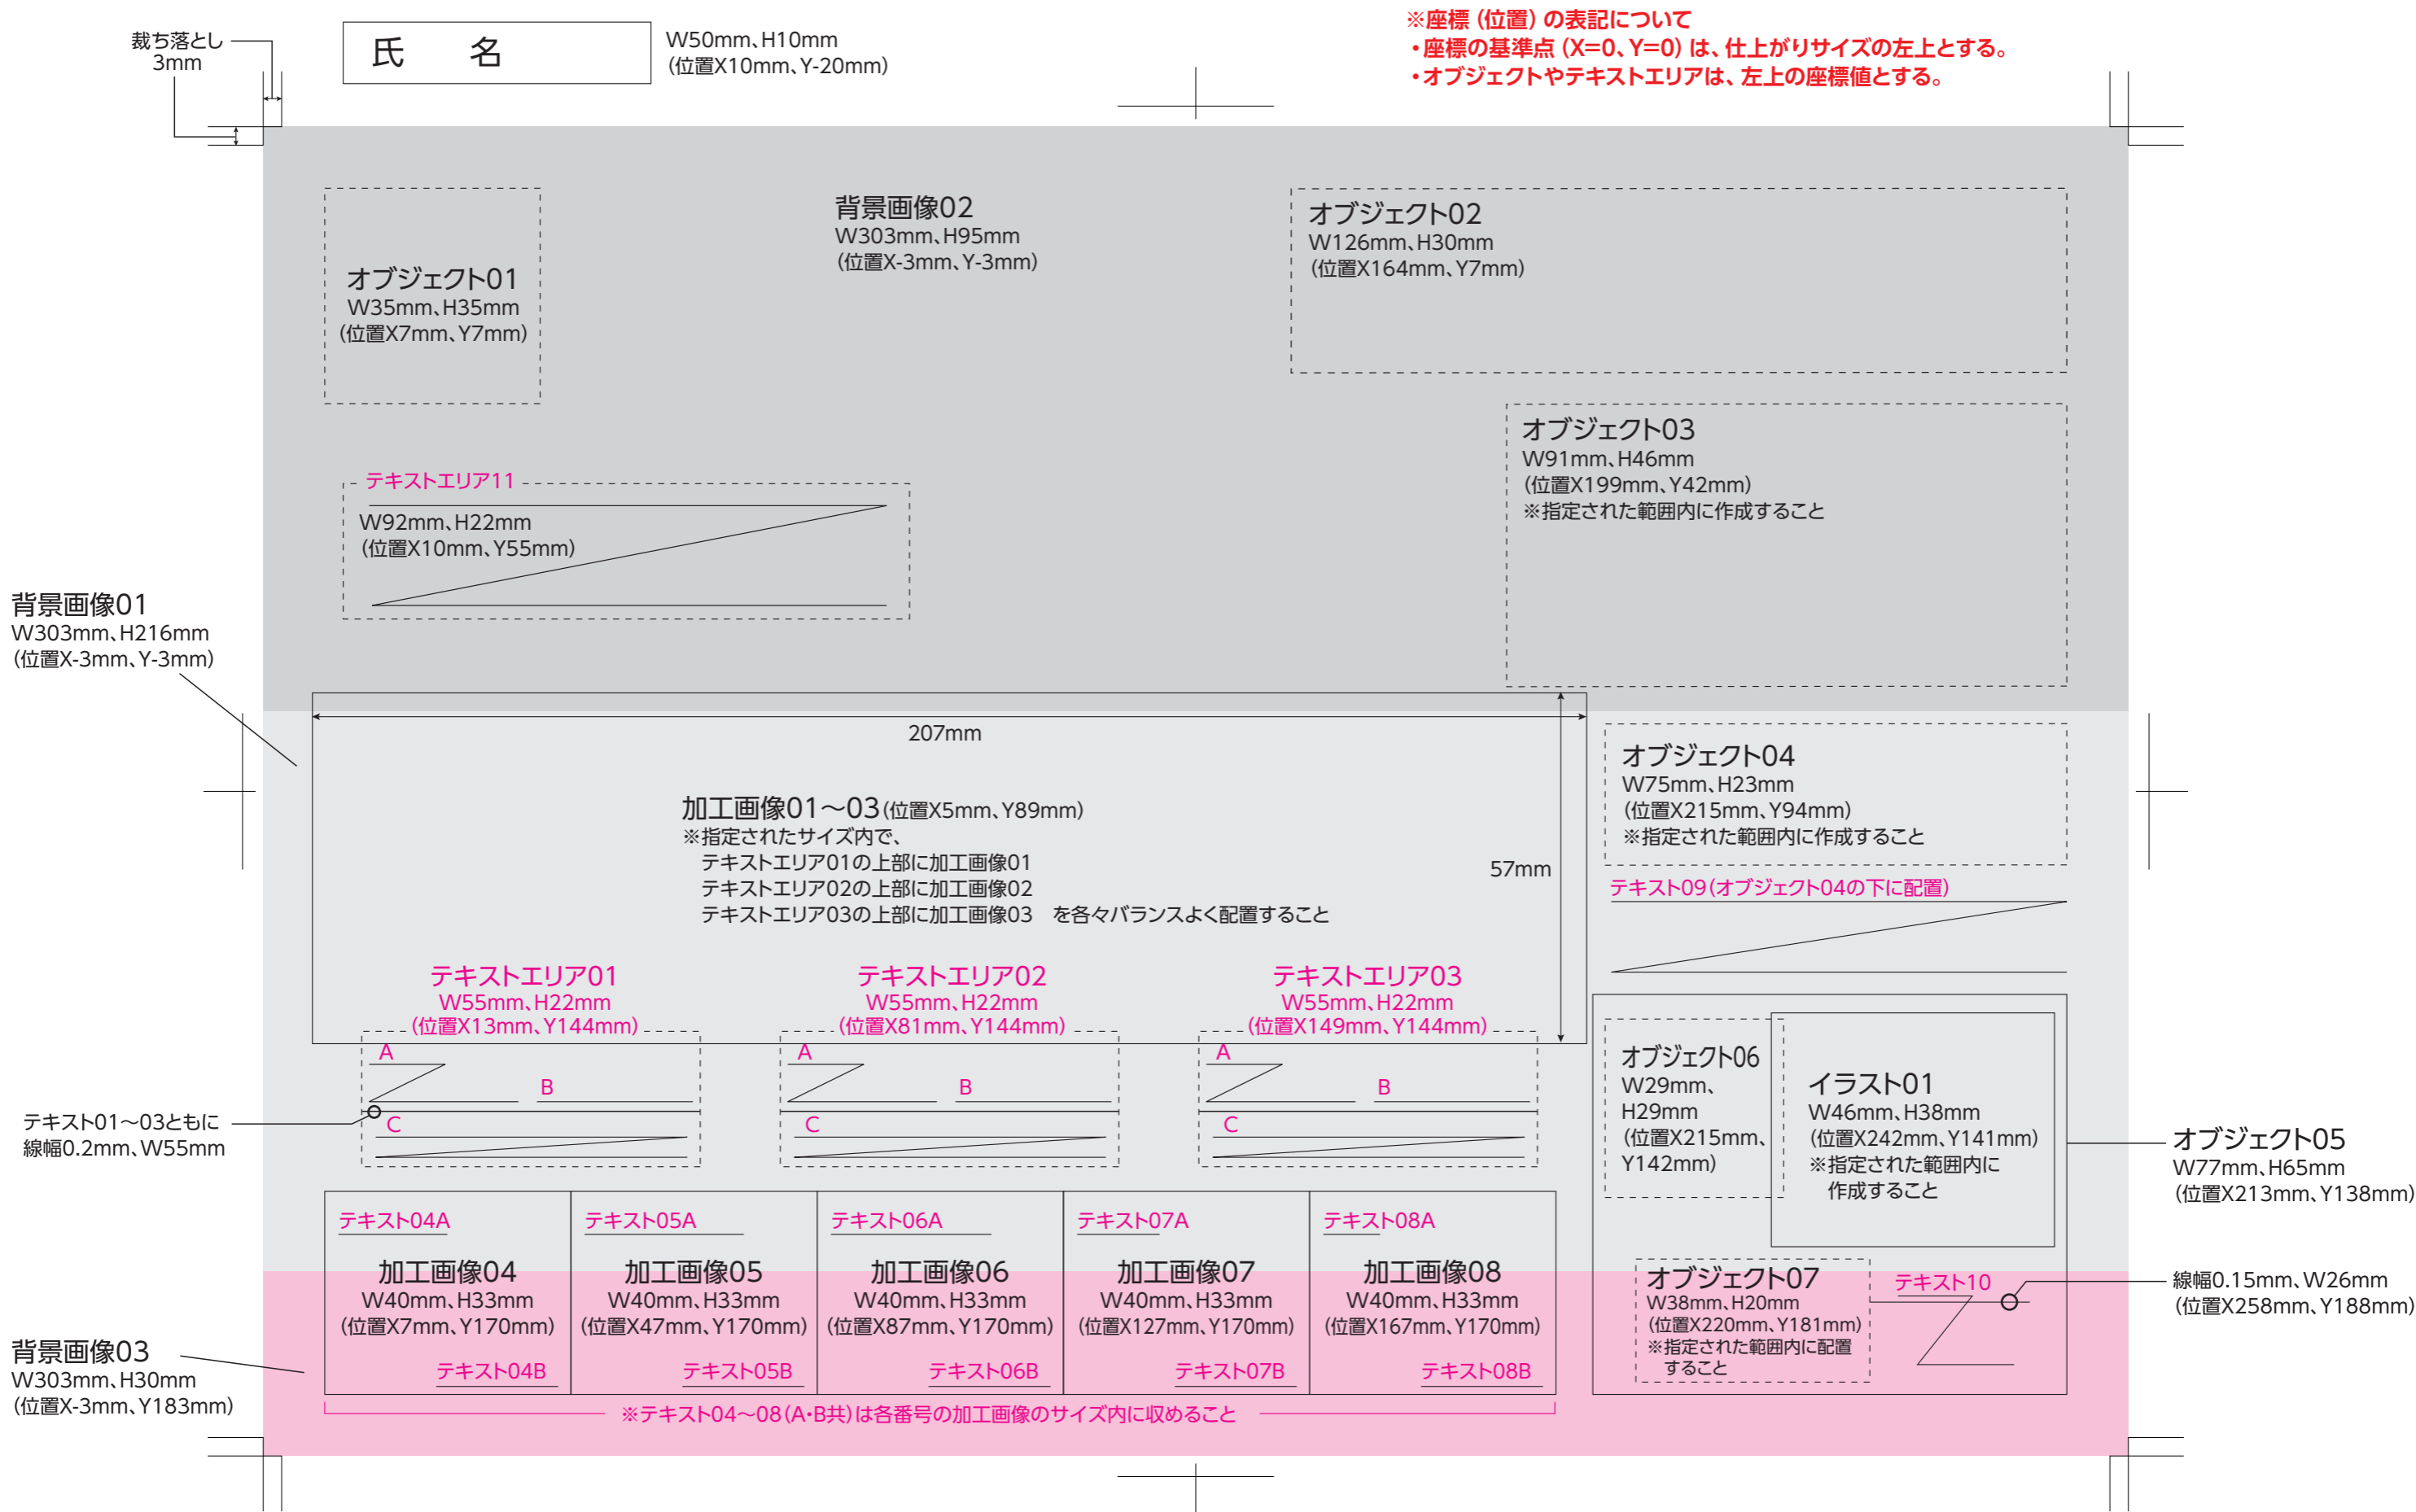 裁ち落とし
3mm
氏　名
W50mm、H10mm
(位置X10mm、Y-20mm)
※座標(位置)の表記について
・座標の基準点(X=0、Y=0)は、仕上がりサイズの左上とする。
・オブジェクトやテキストエリアは、左上の座標値とする。
オブジェクト01
W35mm、H35mm
(位置X7mm、Y7mm)
背景画像02
W303mm、H95mm
(位置X-3mm、Y-3mm)
オブジェクト02
W126mm、H30mm
(位置X164mm、Y7mm)
オブジェクト03
W91mm、H46mm
(位置X199mm、Y42mm)
※指定された範囲内に作成すること
テキストエリア11
W92mm、H22mm
(位置X10mm、Y55mm)
背景画像01
W303mm、H216mm
(位置X-3mm、Y-3mm)
207mm
57mm
加工画像01〜03(位置X5mm、Y89mm)
※指定されたサイズ内で、
テキストエリア01の上部に加工画像01
テキストエリア02の上部に加工画像02
テキストエリア03の上部に加工画像03　を各々バランスよく配置すること
オブジェクト04
W75mm、H23mm
(位置X215mm、Y94mm)
※指定された範囲内に作成すること
テキスト09(オブジェクト04の下に配置)
テキストエリア01
W55mm、H22mm
(位置X13mm、Y144mm)
A
B
C
テキストエリア02
W55mm、H22mm
(位置X81mm、Y144mm)
A
B
C
テキストエリア03
W55mm、H22mm
(位置X149mm、Y144mm)
A
B
C
テキスト01〜03ともに
線幅0.2mm、W55mm
オブジェクト06
W29mm、
H29mm
(位置X215mm、
Y142mm)
イラスト01
W46mm、H38mm
(位置X242mm、Y141mm)
※指定された範囲内に
作成すること
オブジェクト05
W77mm、H65mm
(位置X213mm、Y138mm)
テキスト04A
加工画像04
W40mm、H33mm
(位置X7mm、Y170mm)
テキスト04B
テキスト05A
加工画像05
W40mm、H33mm
(位置X47mm、Y170mm)
テキスト05B
テキスト06A
加工画像06
W40mm、H33mm
(位置X87mm、Y170mm)
テキスト06B
テキスト07A
加工画像07
W40mm、H33mm
(位置X127mm、Y170mm)
テキスト07B
テキスト08A
加工画像08
W40mm、H33mm
(位置X167mm、Y170mm)
テキスト08B
オブジェクト07
W38mm、H20mm
(位置X220mm、Y181mm)
※指定された範囲内に配置
すること
テキスト10
線幅0.15mm、W26mm
(位置X258mm、Y188mm)
背景画像03
W303mm、H30mm
(位置X-3mm、Y183mm)
※テキスト04〜08(A・B共)は各番号の加工画像のサイズ内に収めること